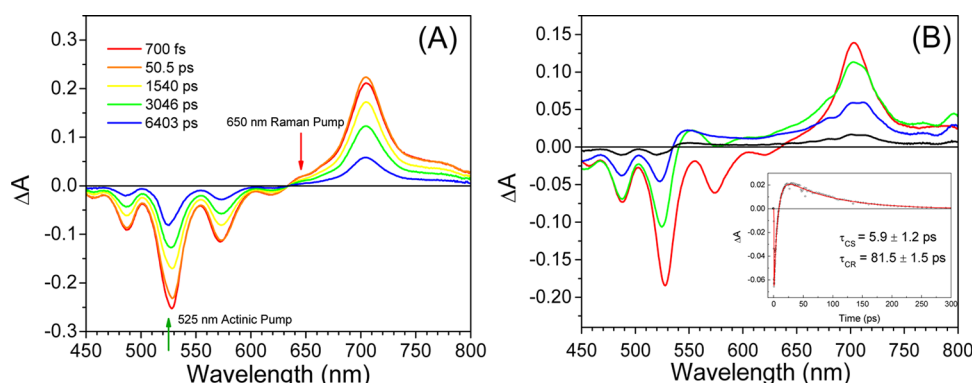 (A)
0.3
0.2
0.1
0.0
-0.1
-0.2
-0.3
ΔA
700 fs
50.5 ps
1540 ps
3046 ps
6403 ps
650 nm Raman Pump
525 nm Actinic Pump
450 500 550 600 650 700 750 800
Wavelength (nm)
(B)
0.15
0.10
0.05
0.00
-0.05
-0.10
-0.15
-0.20
ΔA
450 500 550 600 650 700 750 800
Wavelength (nm)
0.02
0.00
-0.02
-0.04
-0.06
ΔA
τCS = 5.9 ± 1.2 ps
τCR = 81.5 ± 1.5 ps
0 50 100 150 200 250 300
Time (ps)